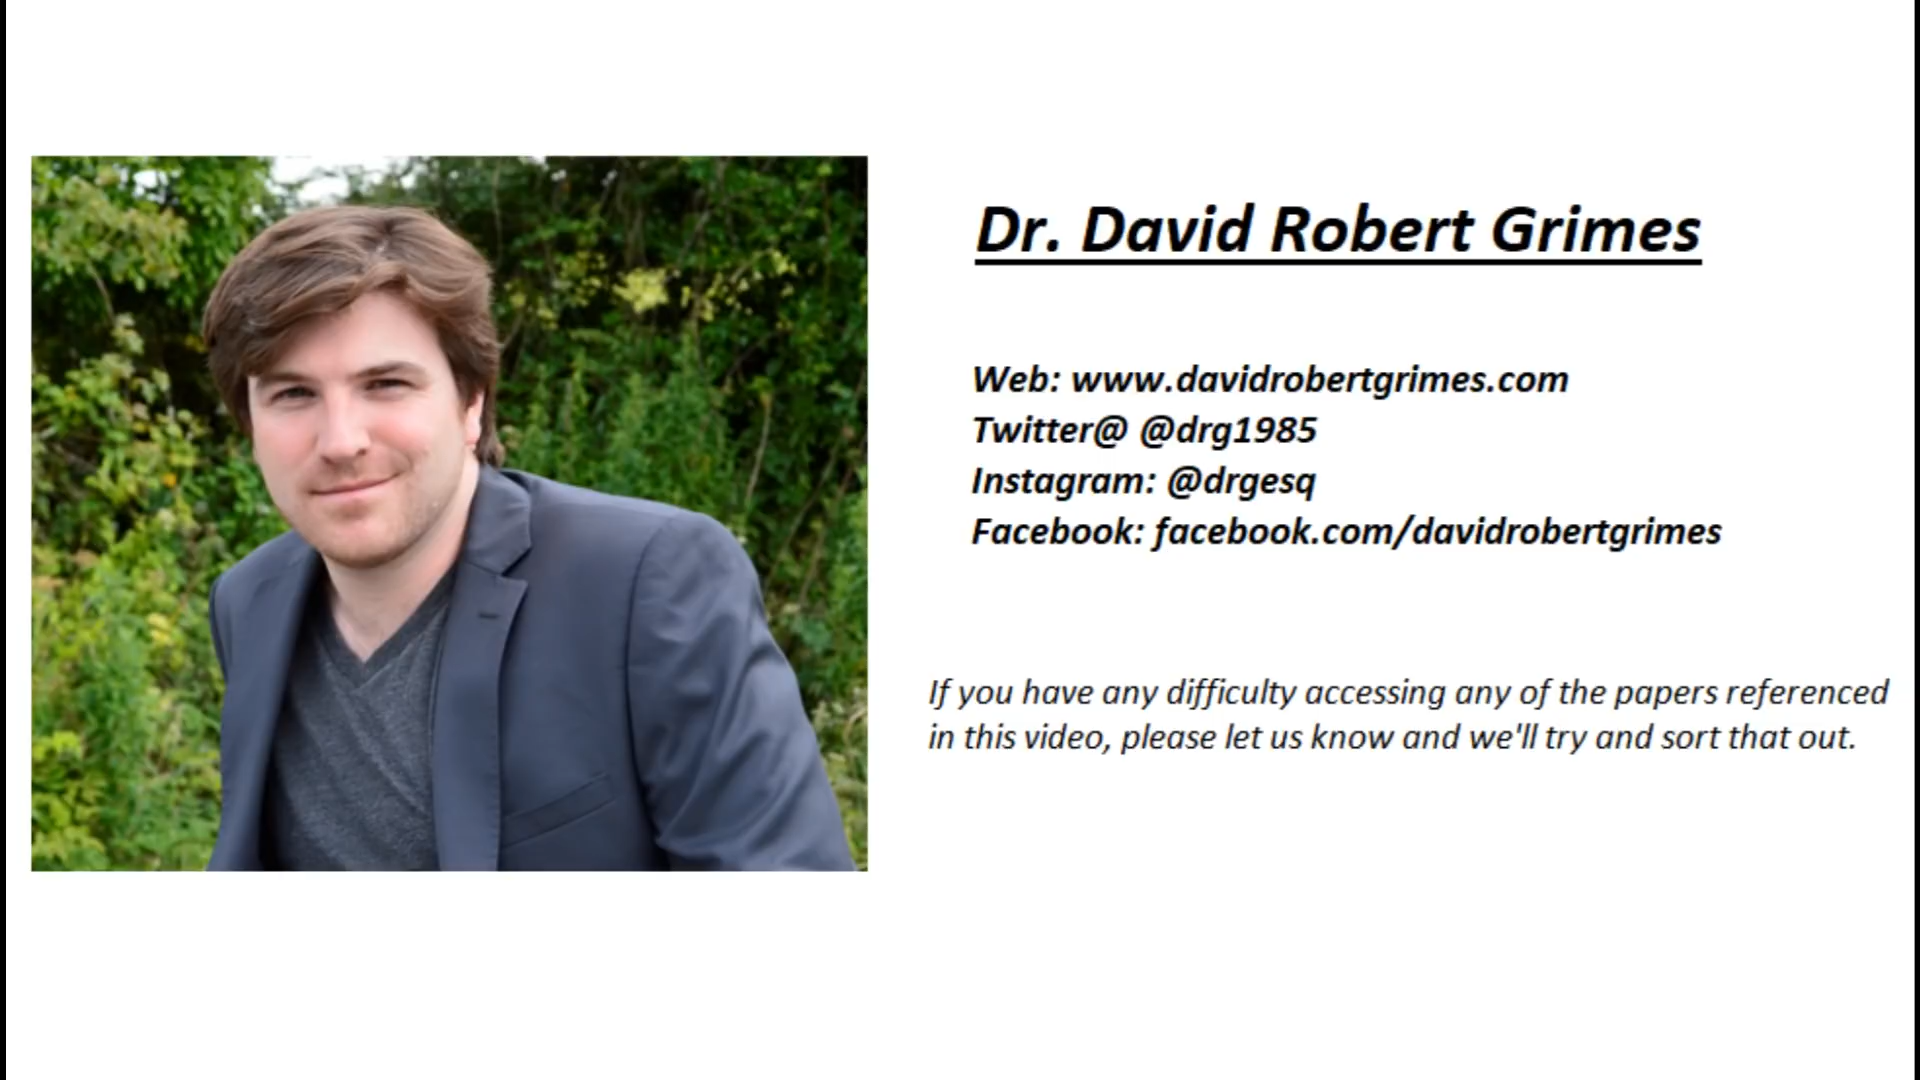 Dr. David Robert Grimes
Web: www.davidrobertgrimes.com
Twitter@ @drg1985
Instagram: @drgesq
Facebook: facebook.com/davidrobertgrimes
If you have any difficulty accessing any of the papers referenced
in this video, please let us know and we'll try and sort that out.